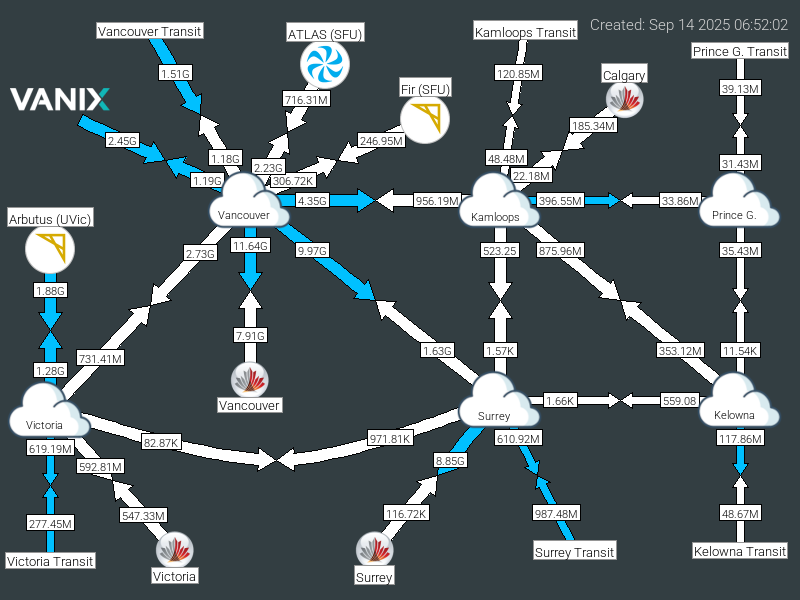 Created: Sep 14 2025 06:52:02
Vancouver Transit
ATLAS (SFU)
Kamloops Transit
Prince G. Transit
1.51G
716.31M
120.85M
Calgary
39.13M
Fir (SFU)
VANIX
185.34M
2.45G
246.95M
1.18G
2.23G
48.48M
31.43M
1.19G
306.72K
22.18M
4.35G
956.19M
396.55M
33.86M
Arbutus (UVic)
Vancouver
Kamloops
Prince G.
2.73G
11.64G
9.97G
523.25
875.96M
35.43M
1.88G
7.91G
731.41M
1.63G
1.57K
353.12M
11.54K
1.28G
Vancouver
1.66K
559.08
Victoria
Surrey
Kelowna
82.87K
971.81K
619.19M
610.92M
117.86M
592.81M
8.85G
277.45M
547.33M
116.72K
987.48M
48.67M
Victoria Transit
Victoria
Surrey
Surrey Transit
Kelowna Transit